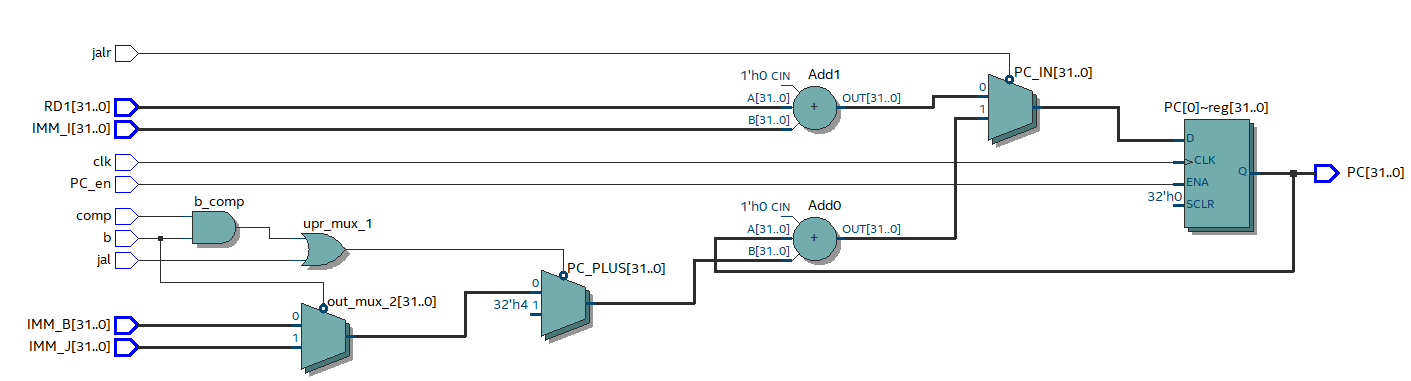 jalr
PC_IN[31..0]
1'h0 CIN
Add1
0
RD1[31..0]
A[31..0]
+
OUT[31..0]
1
PC[0]~reg[31..0]
IMM_I[31..0]
B[31..0]
D
clk
CLK
Q
PC[31..0]
PC_en
ENA
32'h0
SCLR
b_comp
1'h0 CIN
Add0
comp
upr_mux_1
A[31..0]
+
OUT[31..0]
b
B[31..0]
jal
PC_PLUS[31..0]
0
out_mux_2[31..0]
32'h4 1
IMM_B[31..0]
0
1
IMM_J[31..0]